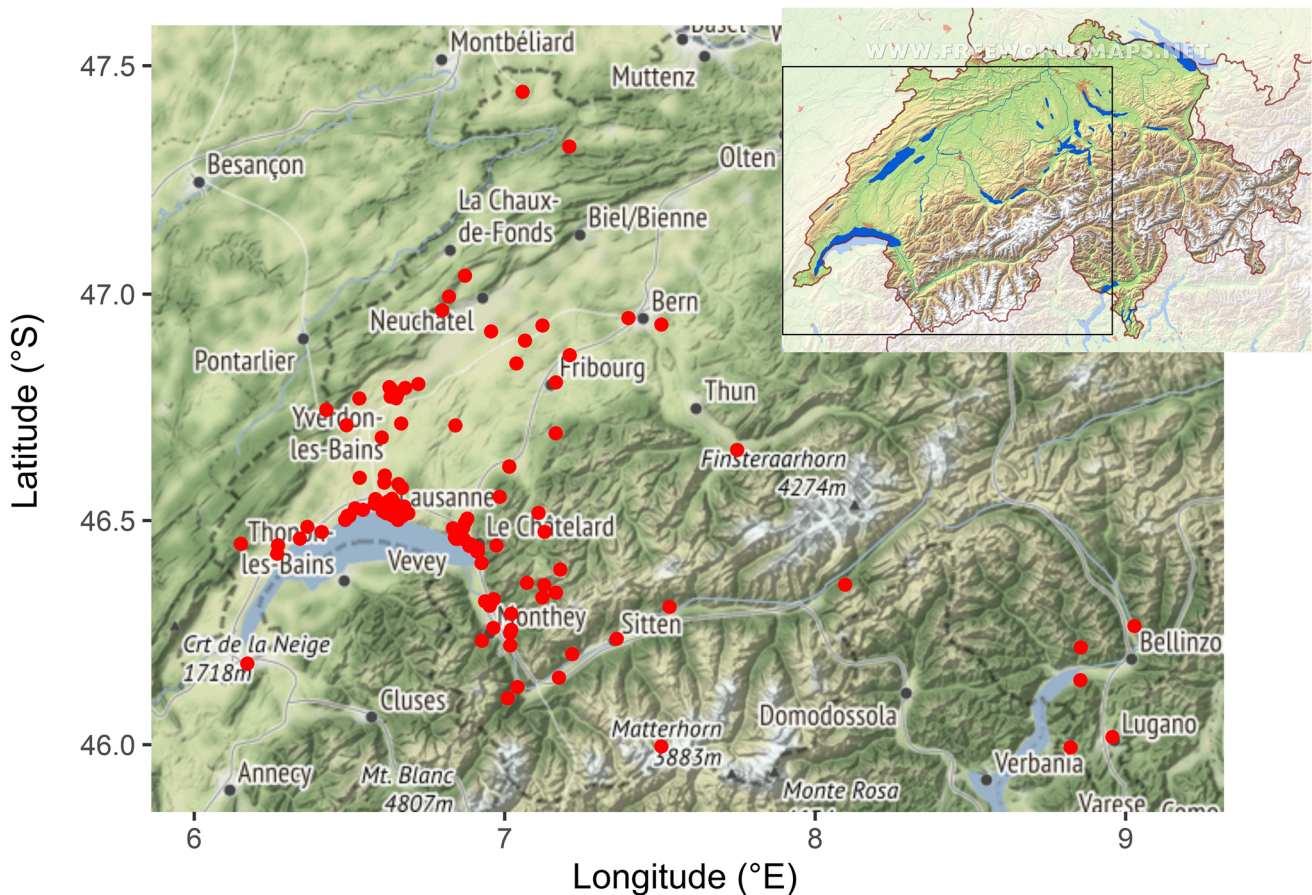 WWW.FREEWORLDMAPS.NET
47.5
47.0
46.5
46.0
Latitude (°S)
Montbéliard
Basel
W
Muttenz
Besançon
Olten
La Chaux-
de-Fonds
Biel/Bienne
Neuchâtel
Bern
Pontarlier
Fribourg
Thun
Yverdon-
les-Bains
Finsteraarhorn
4274m
ausanne
Le Châtelard
Thonon-
les-Bains
Vevey
Monthey
Sitten
Crt de la Neige
1718m
Bellinzo
Cluses
Domodossola
Matterhorn
3883m
Lugano
Verbania
Annecy
Mt. Blanc
4807m
Monte Rosa
Varese
Como
6
7
8
9
Longitude (°E)